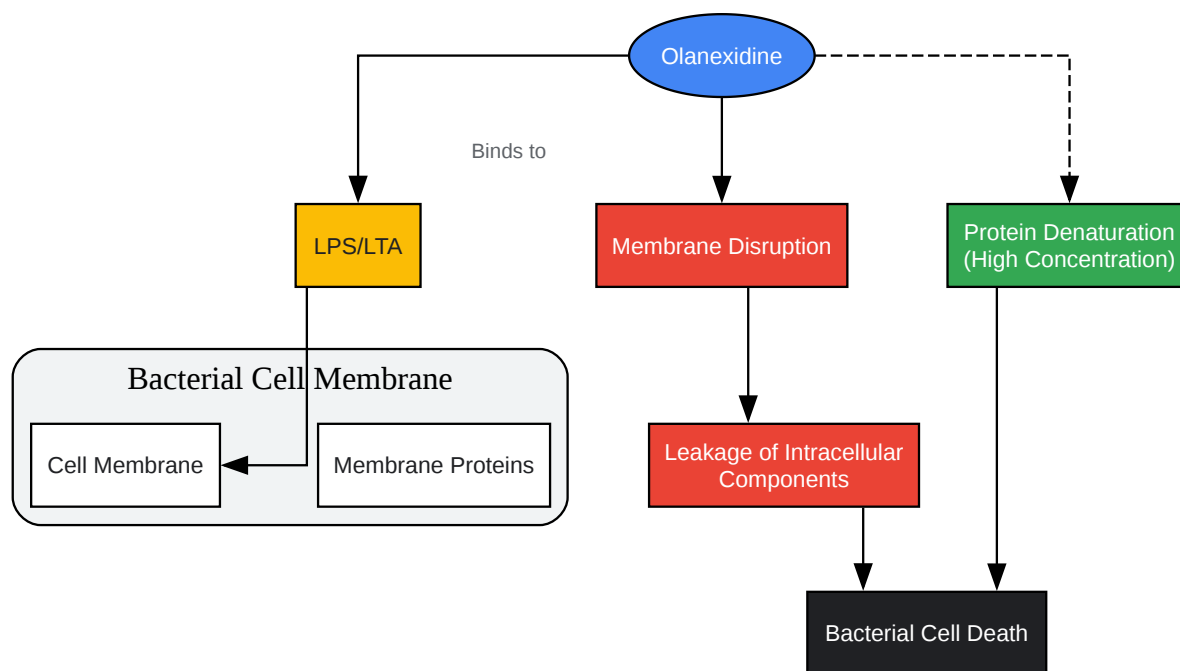 Olanexidine
Binds to
LPS/LTA
Membrane Disruption
Protein Denaturation
(High Concentration)
Bacterial Cell Membrane
Cell Membrane
Membrane Proteins
Leakage of Intracellular
Components
Bacterial Cell Death